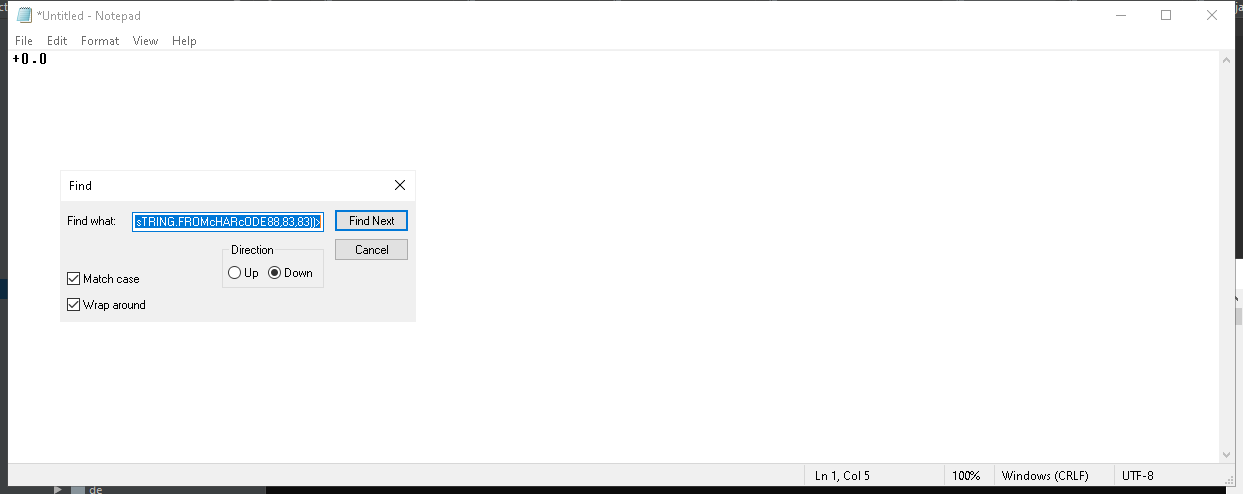 *Untitled - Notepad
File Edit Format View Help
+0.0
Find
Find what: sTRING.FROMcHARcODE88,83,83))> Find Next
Direction Cancel
Up Down
Match case
Wrap around
Ln 1, Col 5 100% Windows (CRLF) UTF-8
de